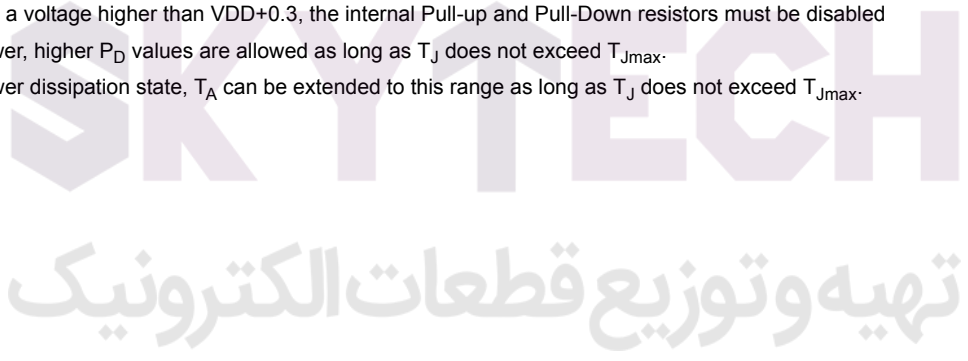 a voltage higher than VDD+0.3, the internal Pull-up and Pull-Down resistors must be disabled
ver, higher PD values are allowed as long as TJ does not exceed TJmax.
ver dissipation state, TA can be extended to this range as long as TJ does not exceed TJmax.
SKYTECH
تهیه و توزیع قطعات الکترونیک